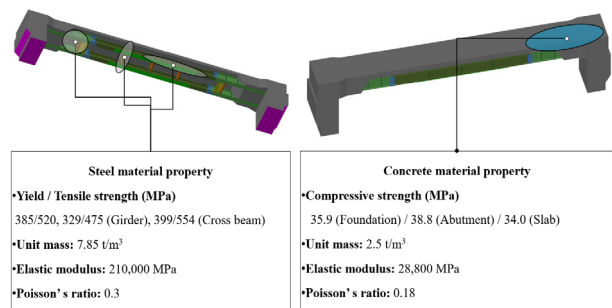 Steel material property
•Yield / Tensile strength (MPa)
385/520, 329/475 (Girder), 399/554 (Cross beam)
•Unit mass: 7.85 t/m³
•Elastic modulus: 210,000 MPa
•Poisson’ s ratio: 0.3
Concrete material property
•Compressive strength (MPa)
35.9 (Foundation) / 38.8 (Abutment) / 34.0 (Slab)
•Unit mass: 2.5 t/m³
•Elastic modulus: 28,800 MPa
•Poisson’ s ratio: 0.18